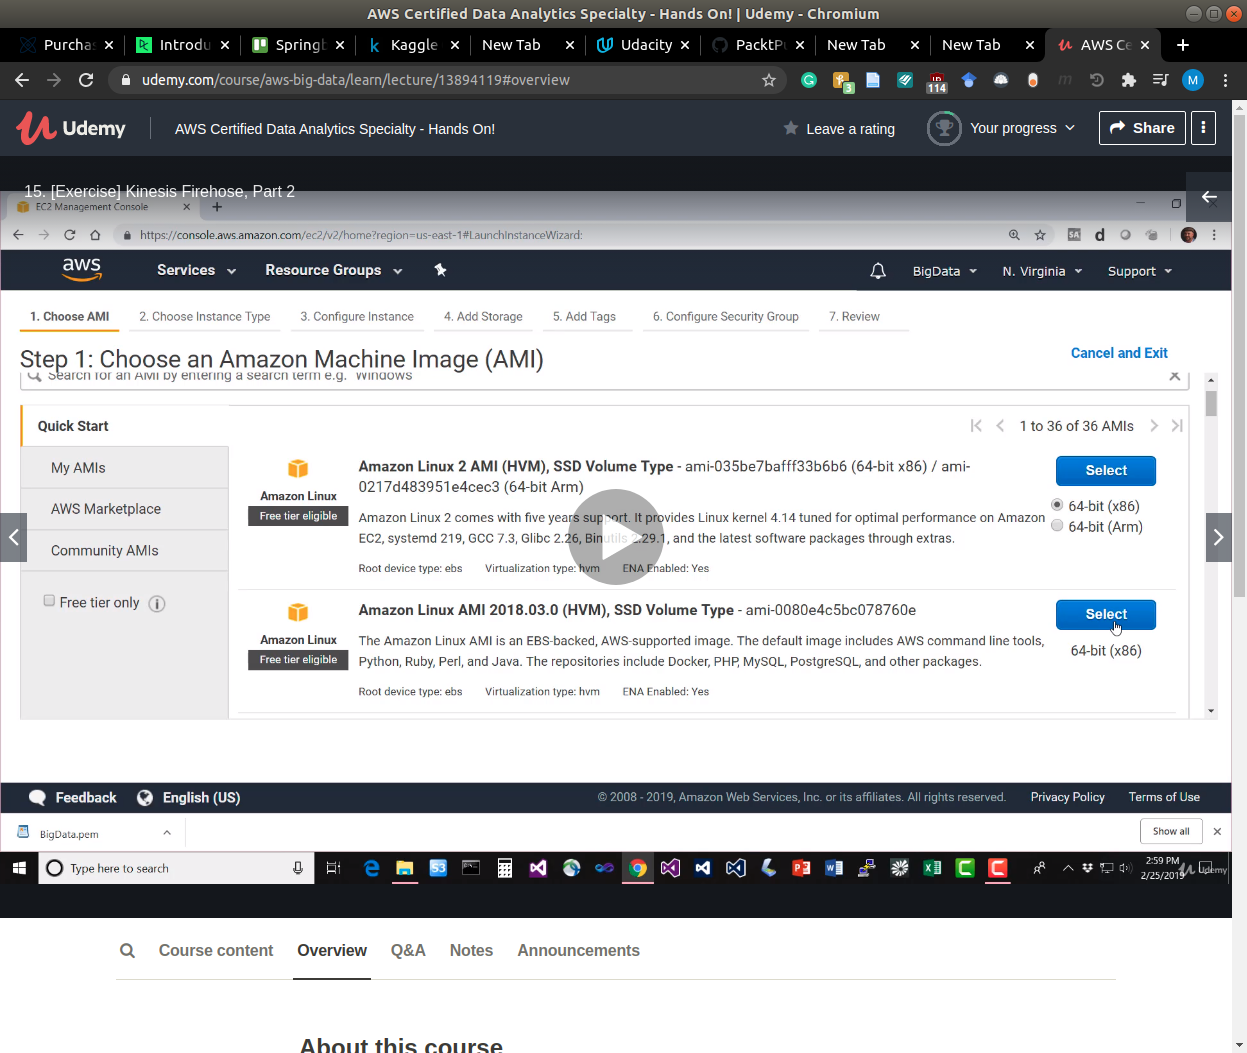 AWS Certified Data Analytics Specialty - Hands On! | Udemy - Chromium
Purchas
Introdu
Springb
Kaggle
New Tab
Udacity
PacktPu
New Tab
New Tab
AWS Ce
udemy.com/course/aws-big-data/learn/lecture/13894119#overview
3
114
M
Udemy
AWS Certified Data Analytics Specialty - Hands On!
Leave a rating
Your progress
Share
15. [Exercise] Kinesis Firehose, Part 2
EC2 Management Console
https://console.aws.amazon.com/ec2/v2/home?region=us-east-1#LaunchInstanceWizard:
aws
Services
Resource Groups
BigData
N. Virginia
Support
1. Choose AMI
2. Choose Instance Type
3. Configure Instance
4. Add Storage
5. Add Tags
6. Configure Security Group
7. Review
Step 1: Choose an Amazon Machine Image (AMI)
Cancel and Exit
Search for an AMI by entering a search term e.g. "Windows"
Quick Start
1 to 36 of 36 AMIs
My AMIs
AWS Marketplace
Community AMIs
Free tier only
Amazon Linux
Free tier eligible
Amazon Linux 2 AMI (HVM), SSD Volume Type - ami-035be7bafff33b6b6 (64-bit x86) / ami-
0217d483951e4cec3 (64-bit Arm)
Amazon Linux 2 comes with five years support. It provides Linux kernel 4.14 tuned for optimal performance on Amazon
EC2, systemd 219, GCC 7.3, Glibc 2.26, Binutils 2.29.1, and the latest software packages through extras.
Root device type: ebs Virtualization type: hvm ENA Enabled: Yes
Select
64-bit (x86)
64-bit (Arm)
Amazon Linux
Free tier eligible
Amazon Linux AMI 2018.03.0 (HVM), SSD Volume Type - ami-0080e4c5bc078760e
The Amazon Linux AMI is an EBS-backed, AWS-supported image. The default image includes AWS command line tools,
Python, Ruby, Perl, and Java. The repositories include Docker, PHP, MySQL, PostgreSQL, and other packages.
Root device type: ebs Virtualization type: hvm ENA Enabled: Yes
Select
64-bit (x86)
Feedback
English (US)
© 2008 - 2019, Amazon Web Services, Inc. or its affiliates. All rights reserved.
Privacy Policy
Terms of Use
BigData.pem
Show all
Type here to search
2:59 PM
2/25/2019
Udemy
Course content
Overview
Q&A
Notes
Announcements
About this course